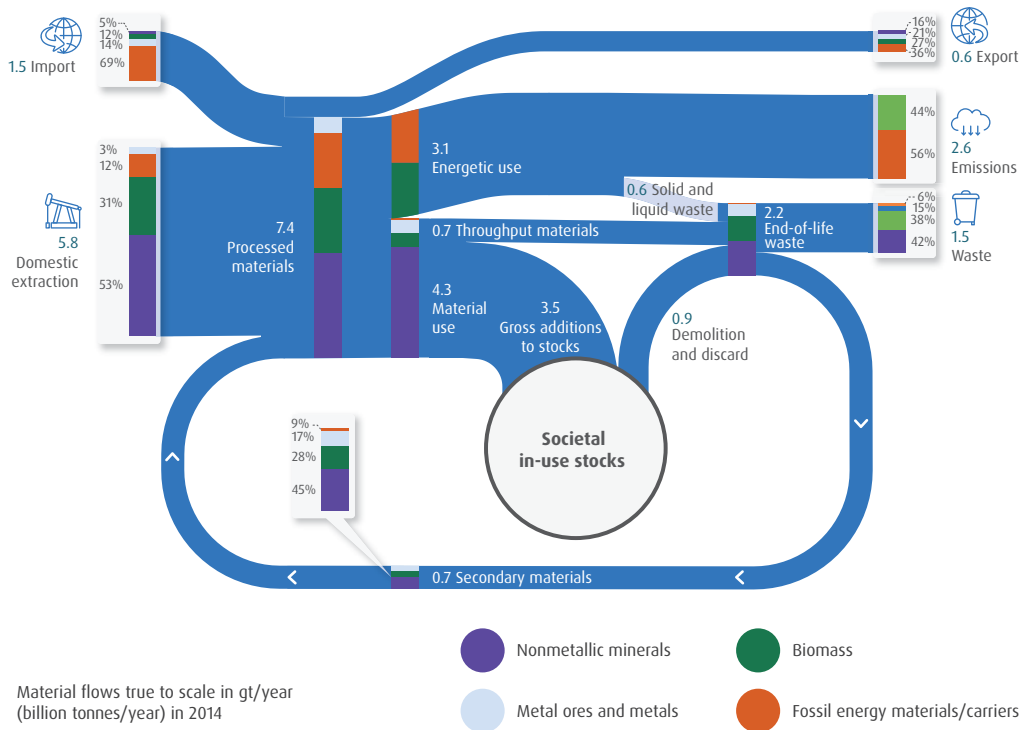 5%
12%
14%
69%
1.5 Import
16%
21%
27%
36%
0.6 Export
3%
12%
31%
53%
5.8
Domestic
extraction
7.4
Processed
materials
3.1
Energetic use
0.6 Solid and
liquid waste
0.7 Throughput materials
4.3
Material
use
3.5
Gross additions
to stocks
2.2
End-of-life
waste
0.9
Demolition
and discard
44%
56%
2.6
Emissions
6%
15%
38%
42%
1.5
Waste
Societal
in-use stocks
9%
17%
28%
45%
0.7 Secondary materials
Nonmetallic minerals
Biomass
Metal ores and metals
Fossil energy materials/carriers
Material flows true to scale in gt/year
(billion tonnes/year) in 2014